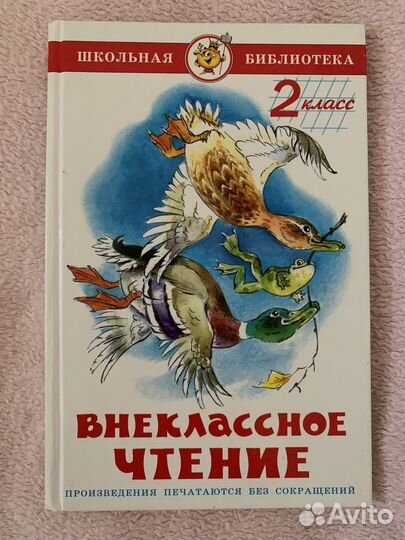 ШКОЛЬНАЯ БИБЛИОТЕКА
2 класс
ВНЕКЛАССНОЕ
ЧТЕНИЕ
ПРОИЗВЕДЕНИЯ ПЕЧАТАЮТСЯ БЕЗ СОКРАЩЕНИЙ
Avito